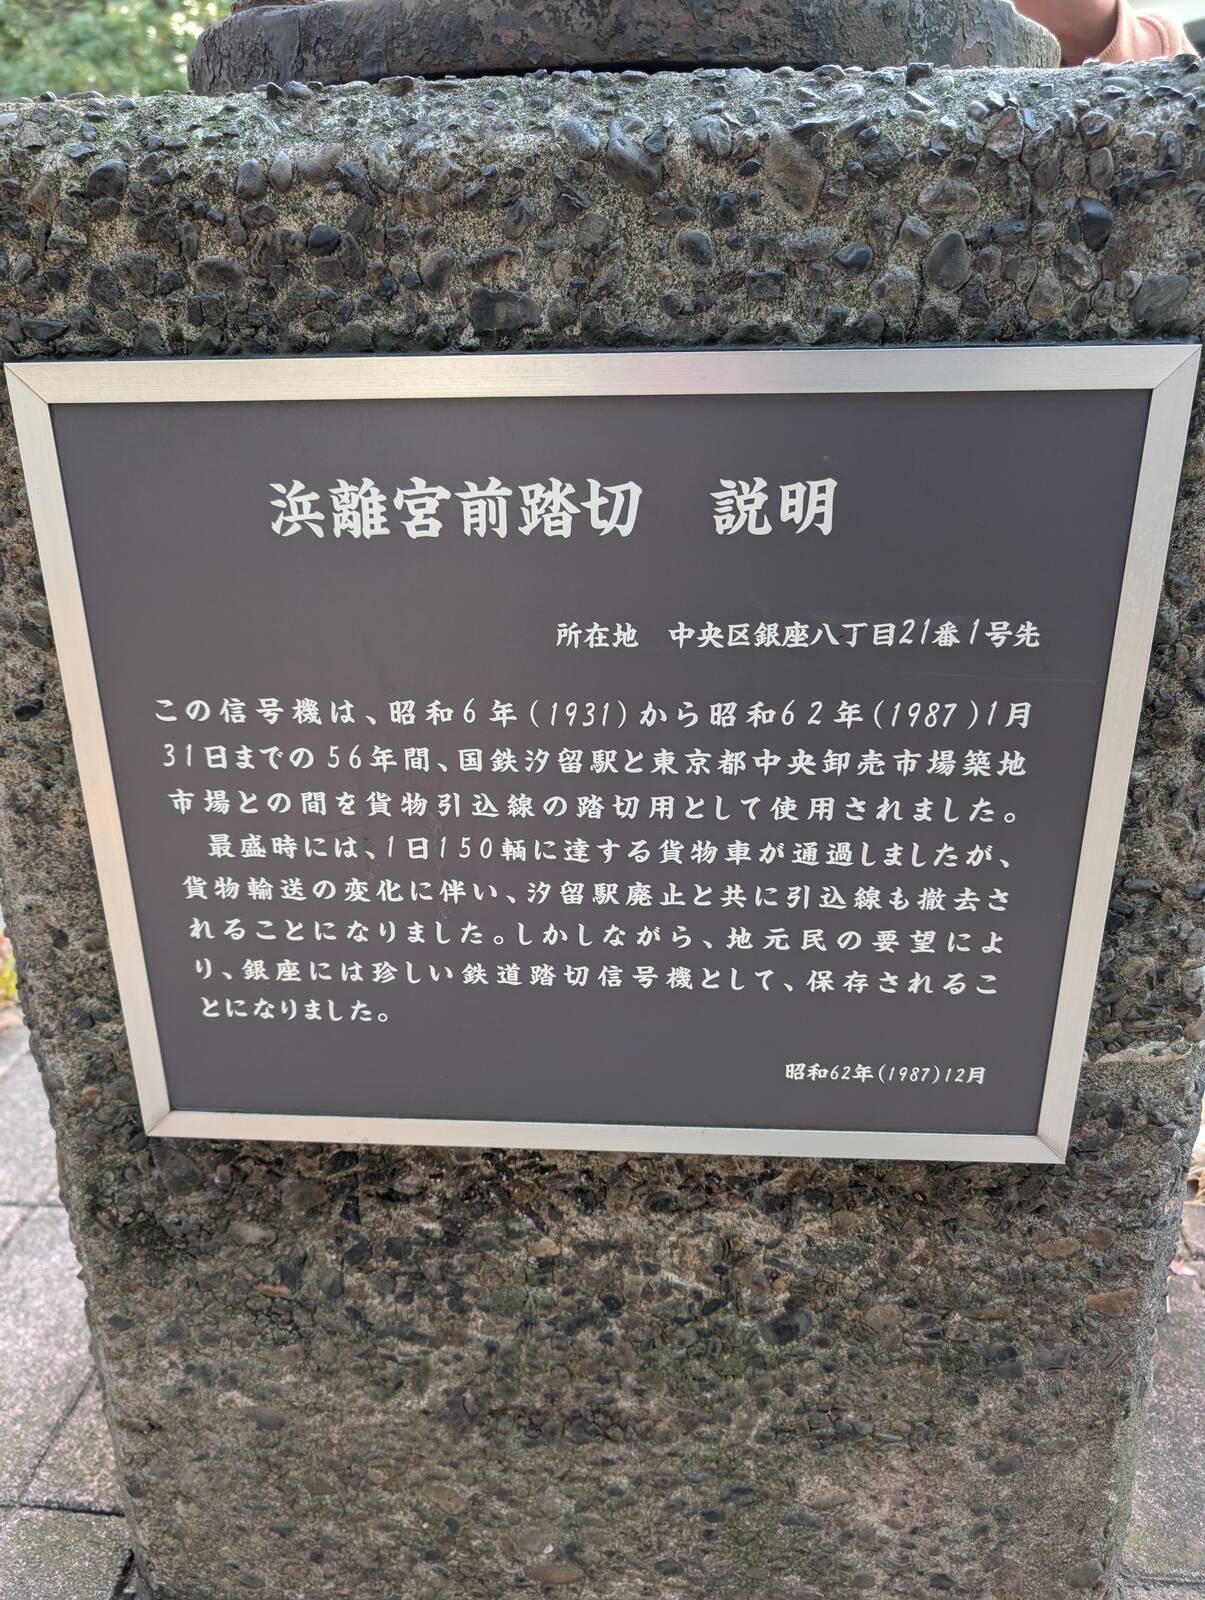 浜離宮前踏切　説明
所在地　中央区銀座八丁目21番1号先
この信号機は、昭和6年(1931)から昭和62年(1987)1月
31日までの56年間、国鉄汐留駅と東京都中央卸売市場築地
市場との間を貨物引込線の踏切用として使用されました。
最盛時には、1日150輌に達する貨物車が通過しましたが、
貨物輸送の変化に伴い、汐留駅廃止と共に引込線も撤去さ
れることになりました。しかしながら、地元民の要望によ
り、銀座には珍しい鉄道踏切信号機として、保存されるこ
とになりました。
昭和62年(1987)12月